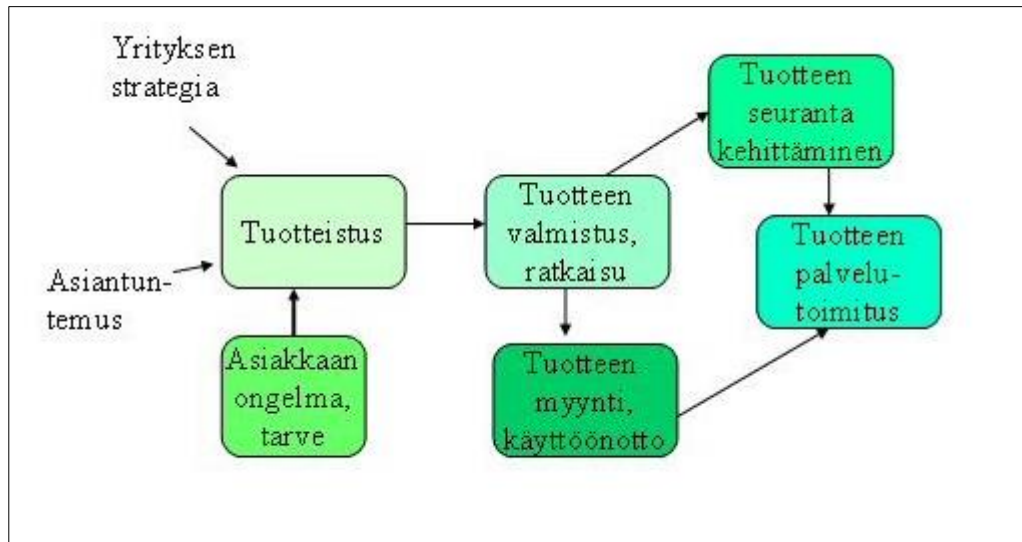 Yrityksen
strategia
Asiantun-
temus
Tuotteistus
Asiakkaan
ongelma,
tarve
Tuotteen
valmistus,
ratkaisu
Tuotteen
myynti,
käyttöönotto
Tuotteen
seuranta
kehittäminen
Tuotteen
palvelu-
toimitus